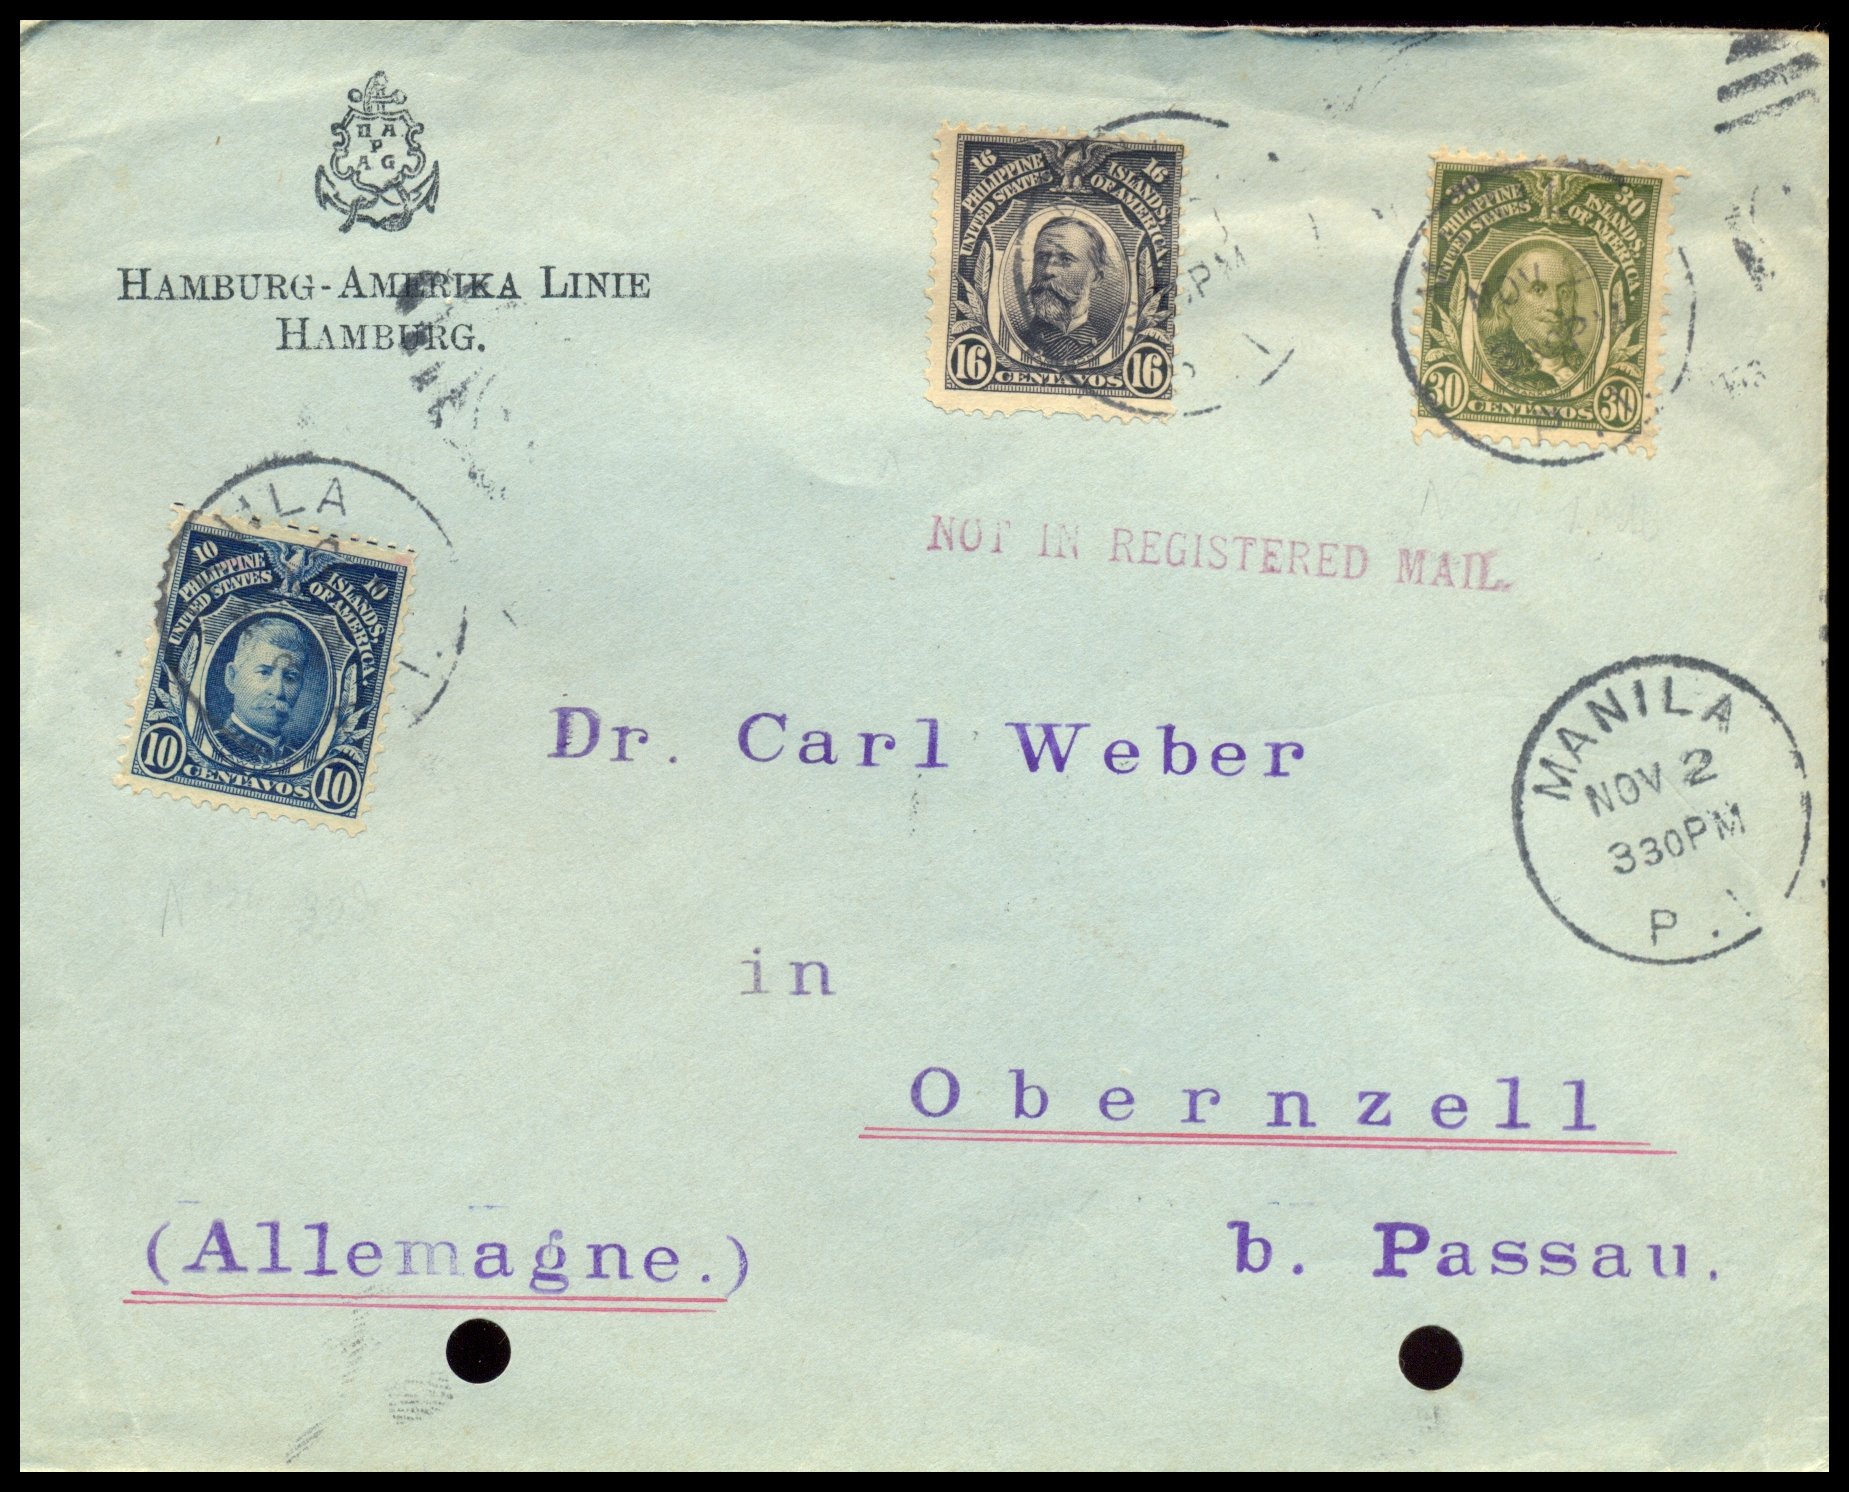 HAPAG
HAMBURG-AMERIKA LINIE
HAMBURG.
16 16
PHILIPPINE ISLANDS,
UNITED STATES OF AMERICA.
16 CENTAVOS 16
PM
30 30
PHILIPPINE ISLANDS,
UNITED STATES OF AMERICA.
30 CENTAVOS 30
ILA
I.
10 10
PHILIPPINE ISLANDS,
UNITED STATES OF AMERICA.
10 CENTAVOS 10
NOT IN REGISTERED MAIL.
Dr. Carl Weber
MANILA
NOV 2
330PM
P. I
in
Obernzell
(Allemagne.)
b. Passau.